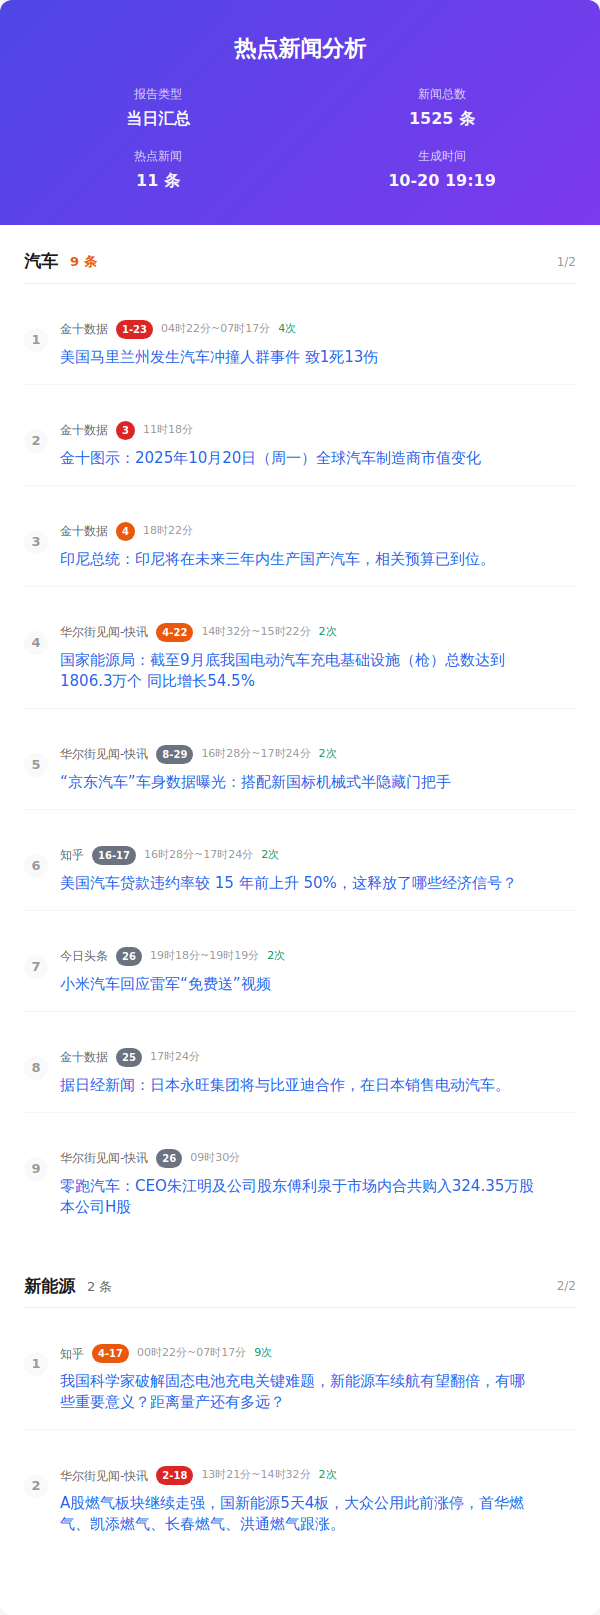 热点新闻分析
报告类型
新闻总数
当日汇总
1525 条
热点新闻
生成时间
11 条
10-20 19:19
汽车 9 条 1/2
1 金十数据 1-23 04时22分~07时17分 4次
美国马里兰州发生汽车冲撞人群事件 致1死13伤
2 金十数据 3 11时18分
金十图示：2025年10月20日（周一）全球汽车制造商市值变化
3 金十数据 4 18时22分
印尼总统：印尼将在未来三年内生产国产汽车，相关预算已到位。
4 华尔街见闻-快讯 4-22 14时32分~15时22分 2次
国家能源局：截至9月底我国电动汽车充电基础设施（枪）总数达到
1806.3万个 同比增长54.5%
5 华尔街见闻-快讯 8-29 16时28分~17时24分 2次
“京东汽车”车身数据曝光：搭配新国标机械式半隐藏门把手
6 知乎 16-17 16时28分~17时24分 2次
美国汽车贷款违约率较 15 年前上升 50%，这释放了哪些经济信号？
7 今日头条 26 19时18分~19时19分 2次
小米汽车回应雷军“免费送”视频
8 金十数据 25 17时24分
据日经新闻：日本永旺集团将与比亚迪合作，在日本销售电动汽车。
9 华尔街见闻-快讯 26 09时30分
零跑汽车：CEO朱江明及公司股东傅利泉于市场内合共购入324.35万股
本公司H股
新能源 2 条 2/2
1 知乎 4-17 00时22分~07时17分 9次
我国科学家破解固态电池充电关键难题，新能源车续航有望翻倍，有哪
些重要意义？距离量产还有多远？
2 华尔街见闻-快讯 2-18 13时21分~14时32分 2次
A股燃气板块继续走强，国新能源5天4板，大众公用此前涨停，首华燃
气、凯添燃气、长春燃气、洪通燃气跟涨。